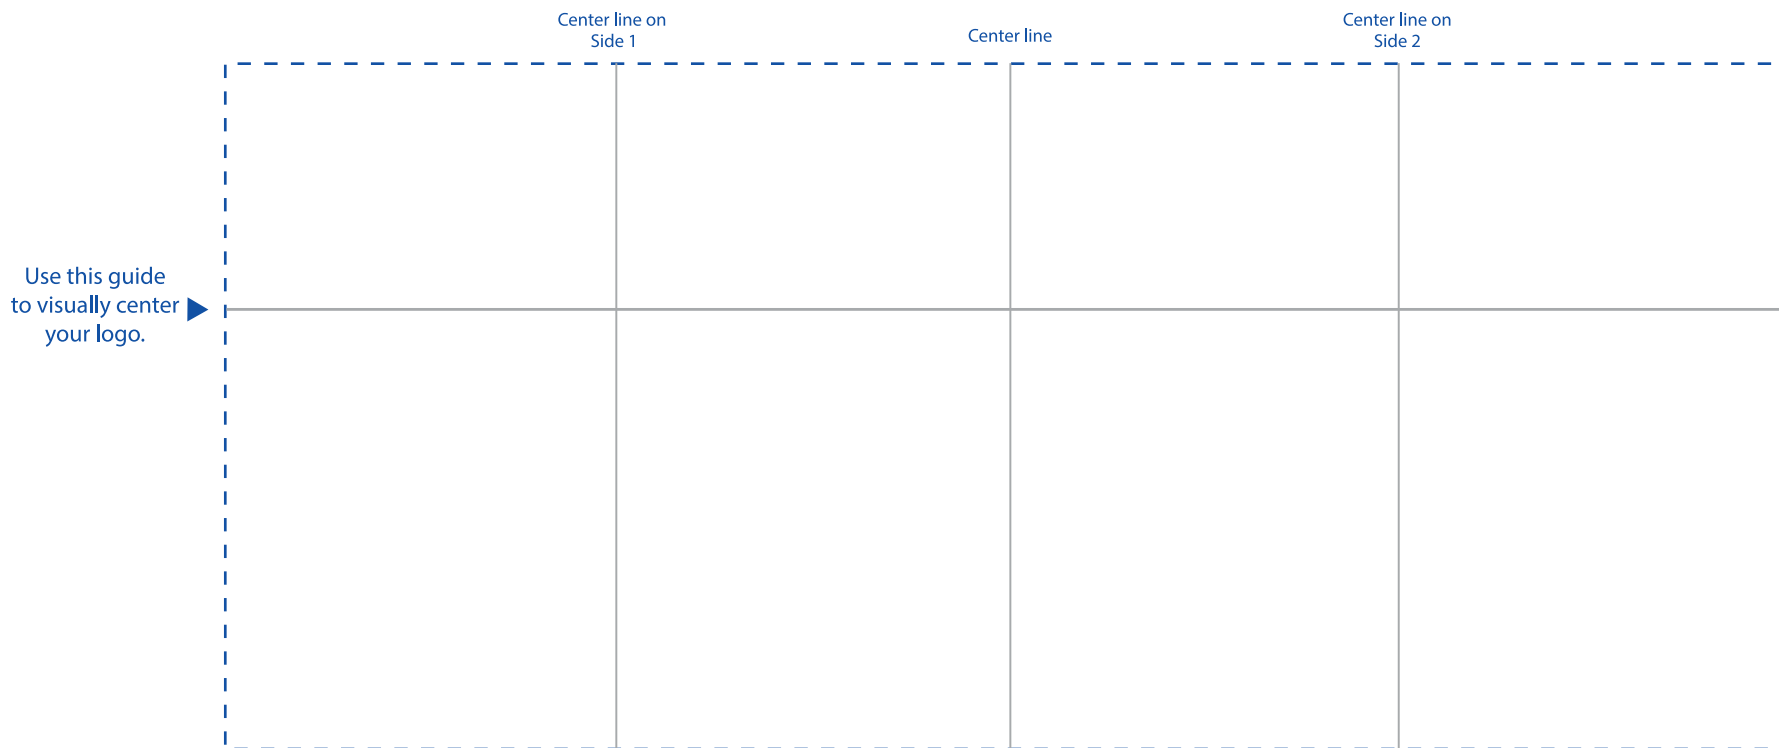 Center line on
Side 1
Center line
Center line on
Side 2
Use this guide
to visually center
your logo.